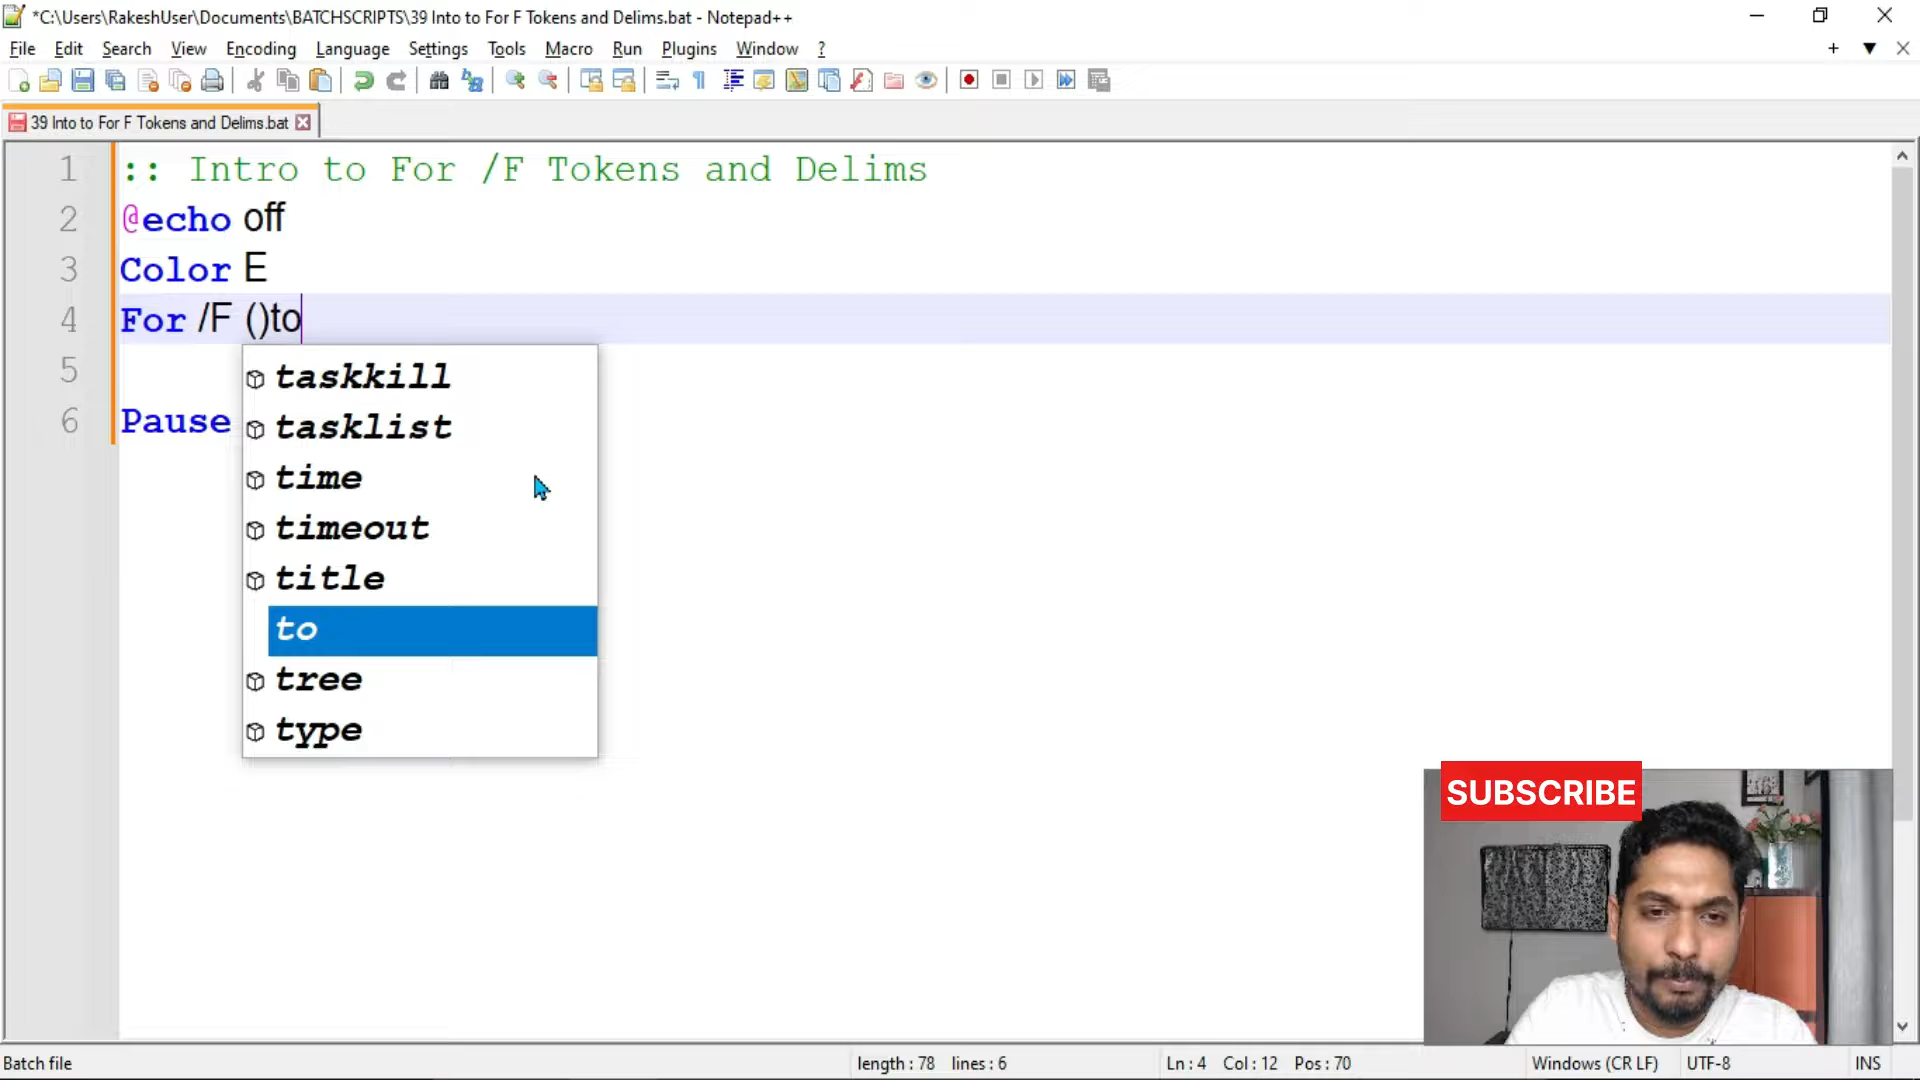 *C:\Users\RakeshUser\Documents\BATCHSCRIPTS\39 Into to For F Tokens and Delims.bat - Notepad++
File Edit Search View Encoding Language Settings Tools Macro Run Plugins Window ?
39 Into to For F Tokens and Delims.bat
1 :: Intro to For /F Tokens and Delims
2 @echo off
3 Color E
4 For /F ()to
5
6 Pause
taskkill
tasklist
time
timeout
title
to
tree
type
SUBSCRIBE
Batch file length : 78 lines : 6 Ln : 4 Col : 12 Pos : 70 Windows (CR LF) UTF-8 INS